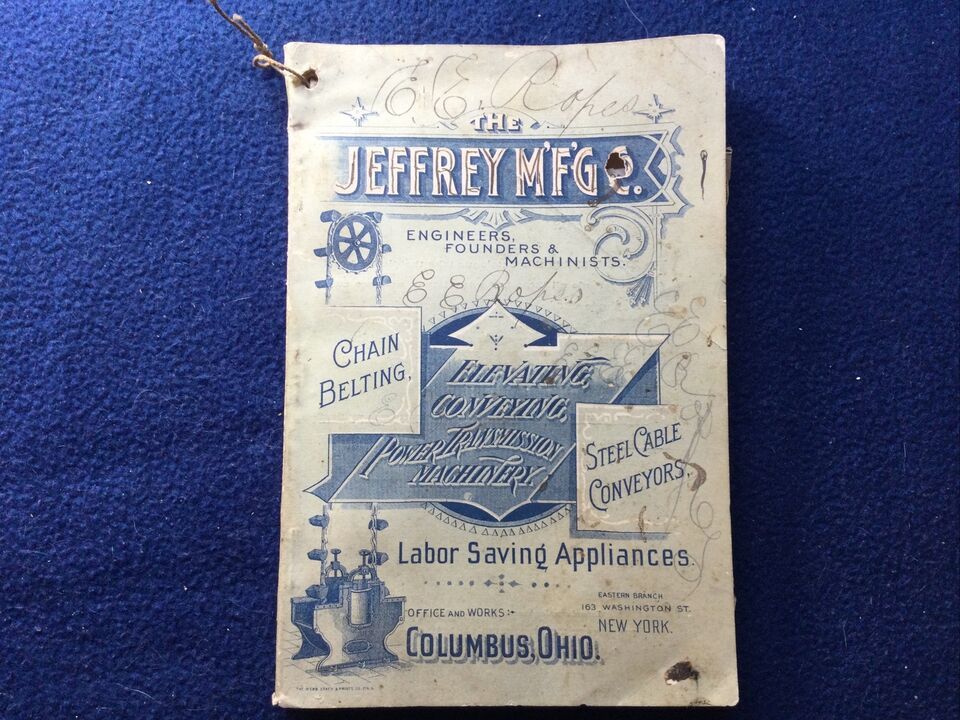 E E. Ropes
THE
JEFFREY M'F'G C.
ENGINEERS,
FOUNDERS &
MACHINISTS.
E E Ropes
CHAIN
BELTING,
ELEVATING,
CONVEYING,
POWER TRANSMISSION
MACHINERY.
STEEL CABLE
CONVEYORS.
Labor Saving Appliances.
EASTERN BRANCH
163 WASHINGTON ST.
NEW YORK.
OFFICE AND WORKS:-
COLUMBUS, OHIO.